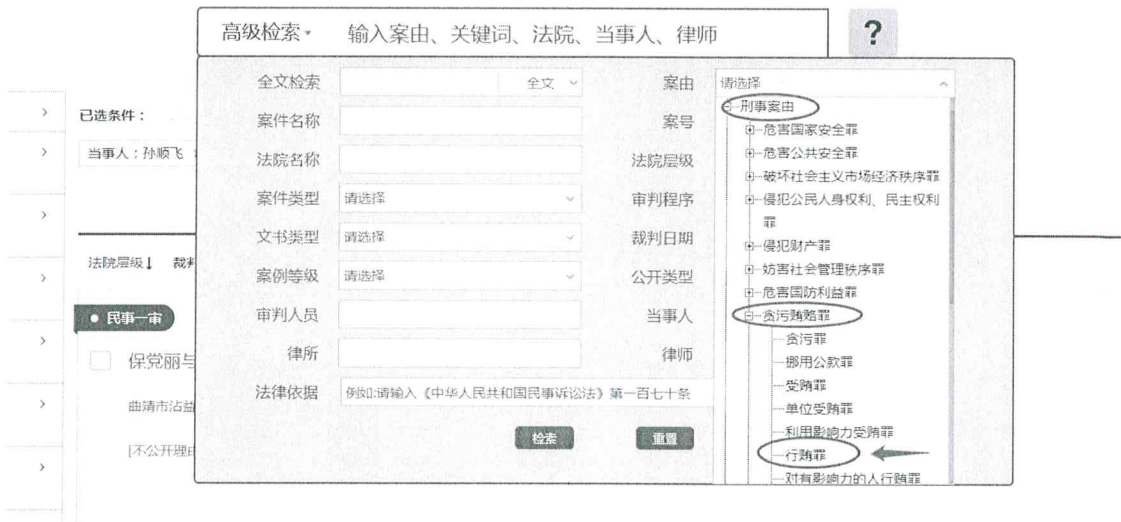 高级检索 输入案由、关键词、法院、当事人、律师 ?
全文检索 全文 案由 请选择
案件名称 案号
法院名称 法院层级
案件类型 请选择 审判程序
文书类型 请选择 裁判日期
案例等级 请选择 公开类型
审判人员 当事人
律所 律师
法律依据 例如:请输入《中华人民共和国民事诉讼法》第一百七十条
检索 重置
刑事案由
危害国家安全罪
危害公共安全罪
破坏社会主义市场经济秩序罪
侵犯公民人身权利、民主权利
罪
侵犯财产罪
妨害社会管理秩序罪
危害国防利益罪
贪污贿赂罪
贪污罪
挪用公款罪
受贿罪
单位受贿罪
利用影响力受贿罪
行贿罪
对有影响力的人行贿罪
已选条件：
当事人：孙顺飞
法院层级↓ 裁判
• 民事一审
保党丽与
曲靖市沾益
[不公开理由